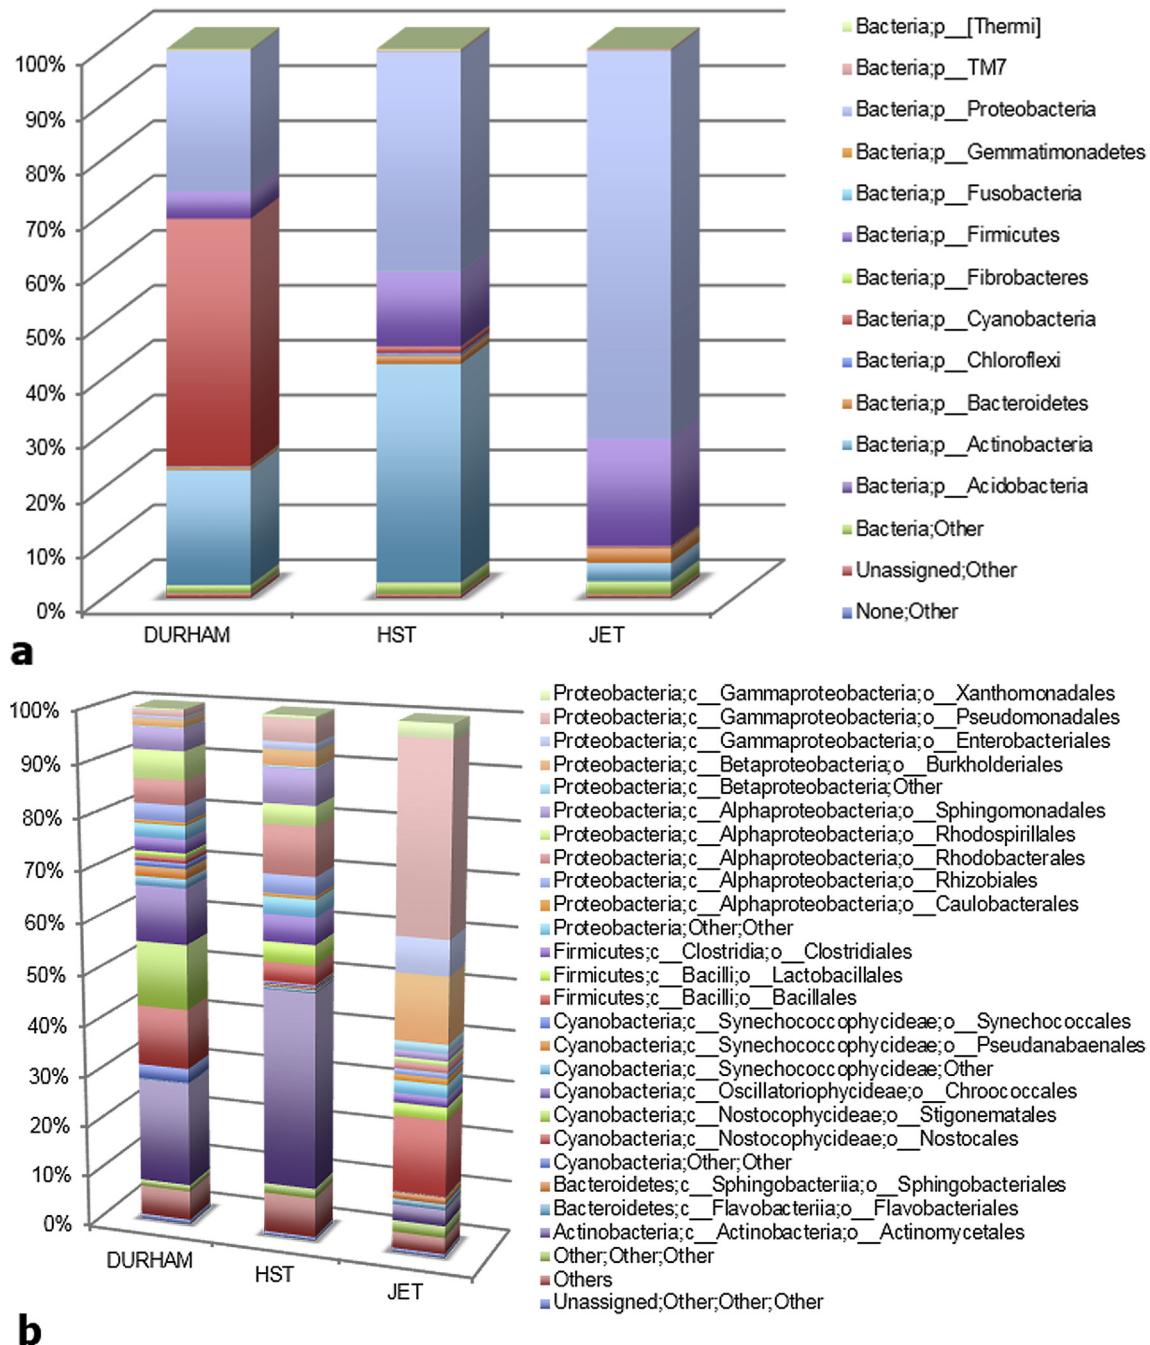 100%
90%
80%
70%
60%
50%
40%
30%
20%
10%
0%
DURHAM HST JET
Bacteria;p__[Thermi]
Bacteria;p__TM7
Bacteria;p__Proteobacteria
Bacteria;p__Gemmatimonadetes
Bacteria;p__Fusobacteria
Bacteria;p__Firmicutes
Bacteria;p__Fibrobacteres
Bacteria;p__Cyanobacteria
Bacteria;p__Chloroflexi
Bacteria;p__Bacteroidetes
Bacteria;p__Actinobacteria
Bacteria;p__Acidobacteria
Bacteria;Other
Unassigned;Other
None;Other
a
100%
90%
80%
70%
60%
50%
40%
30%
20%
10%
0%
DURHAM HST JET
Proteobacteria;c__Gammaproteobacteria;o__Xanthomonadales
Proteobacteria;c__Gammaproteobacteria;o__Pseudomonadales
Proteobacteria;c__Gammaproteobacteria;o__Enterobacteriales
Proteobacteria;c__Betaproteobacteria;o__Burkholderiales
Proteobacteria;c__Betaproteobacteria;Other
Proteobacteria;c__Alphaproteobacteria;o__Sphingomonadales
Proteobacteria;c__Alphaproteobacteria;o__Rhodospirillales
Proteobacteria;c__Alphaproteobacteria;o__Rhodobacterales
Proteobacteria;c__Alphaproteobacteria;o__Rhizobiales
Proteobacteria;c__Alphaproteobacteria;o__Caulobacterales
Proteobacteria;Other;Other
Firmicutes;c__Clostridia;o__Clostridiales
Firmicutes;c__Bacilli;o__Lactobacillales
Firmicutes;c__Bacilli;o__Bacillales
Cyanobacteria;c__Synechococcophycideae;o__Synechococcales
Cyanobacteria;c__Synechococcophycideae;o__Pseudanabaenales
Cyanobacteria;c__Synechococcophycideae;Other
Cyanobacteria;c__Oscillatoriophycideae;o__Chroococcales
Cyanobacteria;c__Nostocophycideae;o__Stigonematales
Cyanobacteria;c__Nostocophycideae;o__Nostocales
Cyanobacteria;Other;Other
Bacteroidetes;c__Sphingobacteriia;o__Sphingobacteriales
Bacteroidetes;c__Flavobacteriia;o__Flavobacteriales
Actinobacteria;c__Actinobacteria;o__Actinomycetales
Other;Other;Other
Others
Unassigned;Other;Other;Other
b